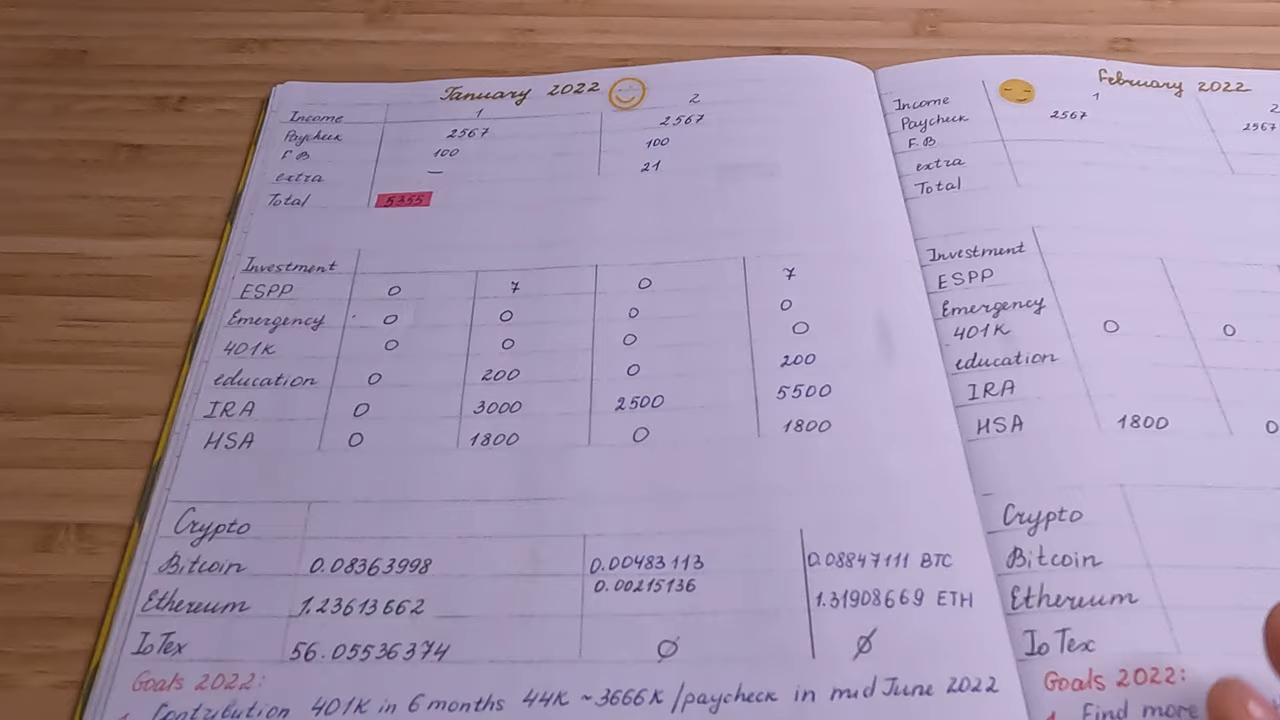 January 2022
Income 1 2
Paycheck 2567 2567
F.B 100 100
extra — 21
Total 5355
Investment
ESPP 0 7 0 7
Emergency 0 0 0 0
401K 0 0 0 0
education 0 200 0 200
IRA 0 3000 2500 5500
HSA 0 1800 0 1800
Crypto
Bitcoin 0.08363998 0.00483113 0.08847111 BTC
0.00215136
Ethereum 1.23613662 1.31908669 ETH
IoTex 56.05536374 Ø Ø
Goals 2022:
1. Contribution 401K in 6 months 44K ~3666K/paycheck in mid June 2022
February 2022
Income 1 2
Paycheck 2567 2567
F.B
extra
Total
Investment
ESPP
Emergency
401K 0 0
education
IRA
HSA 1800 0
Crypto
Bitcoin
Ethereum
IoTex
Goals 2022:
1. Find more